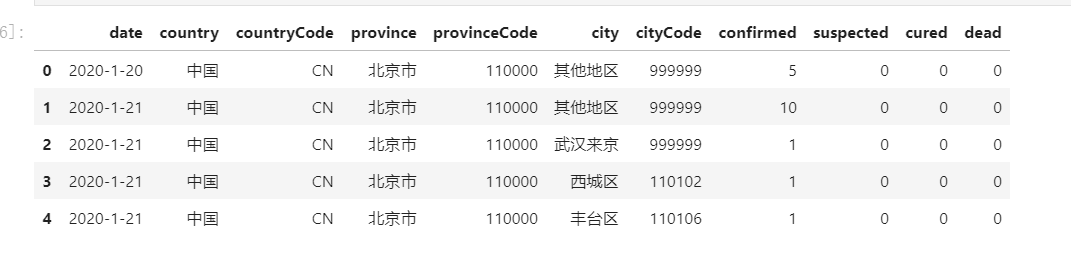 6]:
date country countryCode province provinceCode city cityCode confirmed suspected cured dead
0 2020-1-20 中国 CN 北京市 110000 其他地区 999999 5 0 0 0
1 2020-1-21 中国 CN 北京市 110000 其他地区 999999 10 0 0 0
2 2020-1-21 中国 CN 北京市 110000 武汉来京 999999 1 0 0 0
3 2020-1-21 中国 CN 北京市 110000 西城区 110102 1 0 0 0
4 2020-1-21 中国 CN 北京市 110000 丰台区 110106 1 0 0 0